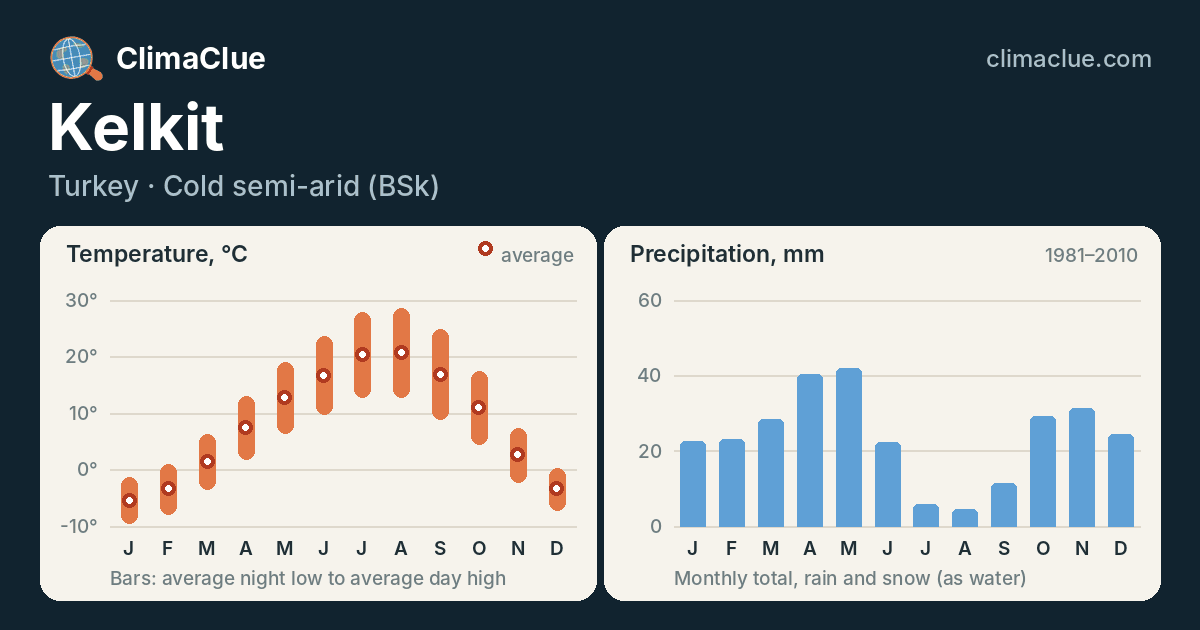 ClimaClue
climaclue.com
Kelkit
Turkey · Cold semi-arid (BSk)
Temperature, °C
average
30°
20°
10°
0°
-10°
J F M A M J J A S O N D
Bars: average night low to average day high
Precipitation, mm
1981–2010
60
40
20
0
J F M A M J J A S O N D
Monthly total, rain and snow (as water)